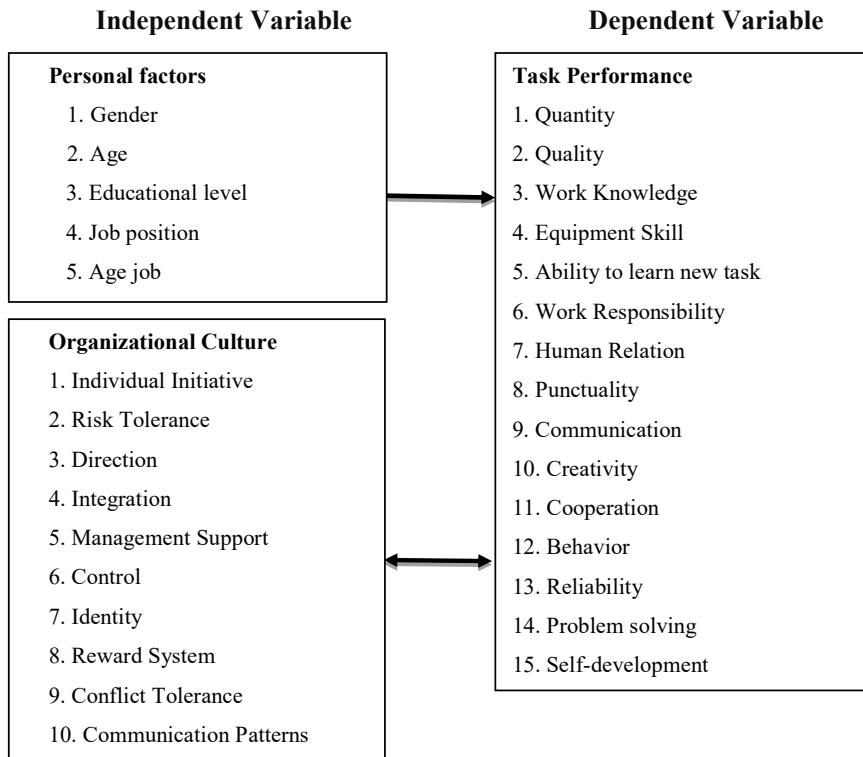 Independent Variable
Personal factors
1. Gender
2. Age
3. Educational level
4. Job position
5. Age job
Organizational Culture
1. Individual Initiative
2. Risk Tolerance
3. Direction
4. Integration
5. Management Support
6. Control
7. Identity
8. Reward System
9. Conflict Tolerance
10. Communication Patterns
Dependent Variable
Task Performance
1. Quantity
2. Quality
3. Work Knowledge
4. Equipment Skill
5. Ability to learn new task
6. Work Responsibility
7. Human Relation
8. Punctuality
9. Communication
10. Creativity
11. Cooperation
12. Behavior
13. Reliability
14. Problem solving
15. Self-development